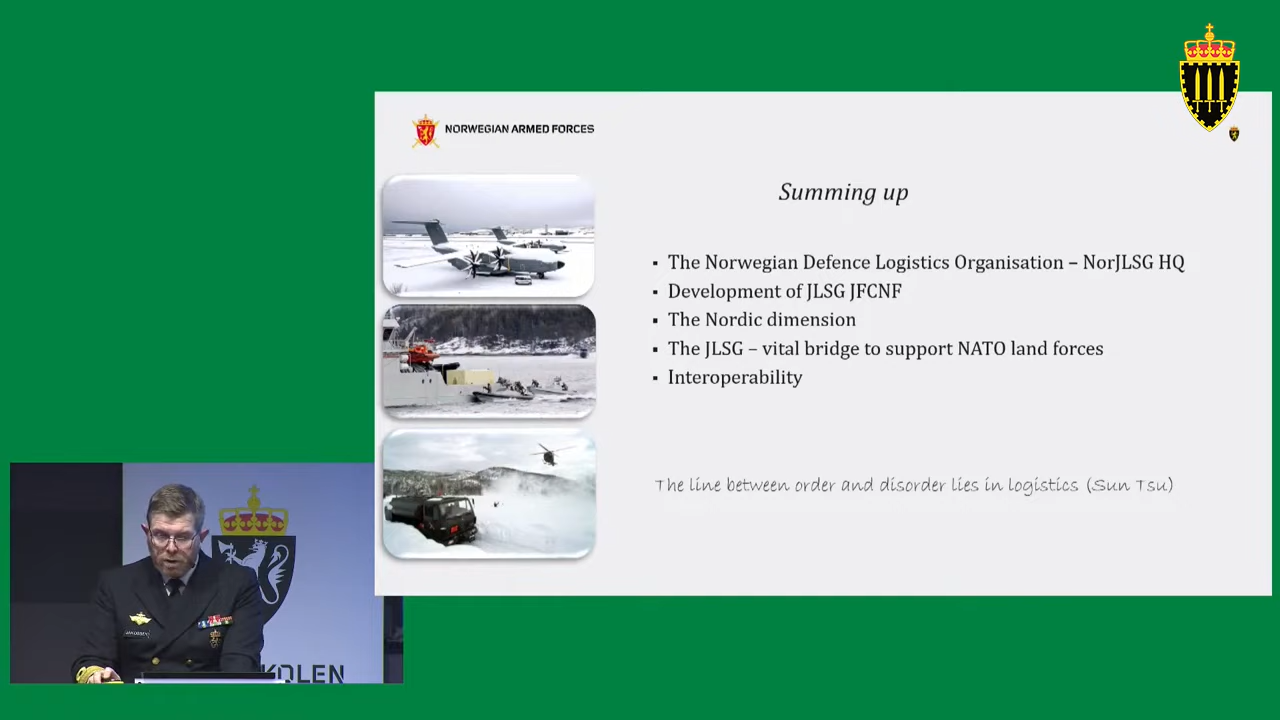 NORWEGIAN ARMED FORCES
Summing up
▪ The Norwegian Defence Logistics Organisation – NorJLSG HQ
▪ Development of JLSG JFCNF
▪ The Nordic dimension
▪ The JLSG – vital bridge to support NATO land forces
▪ Interoperability
The line between order and disorder lies in logistics (Sun Tsu)
KOLEN